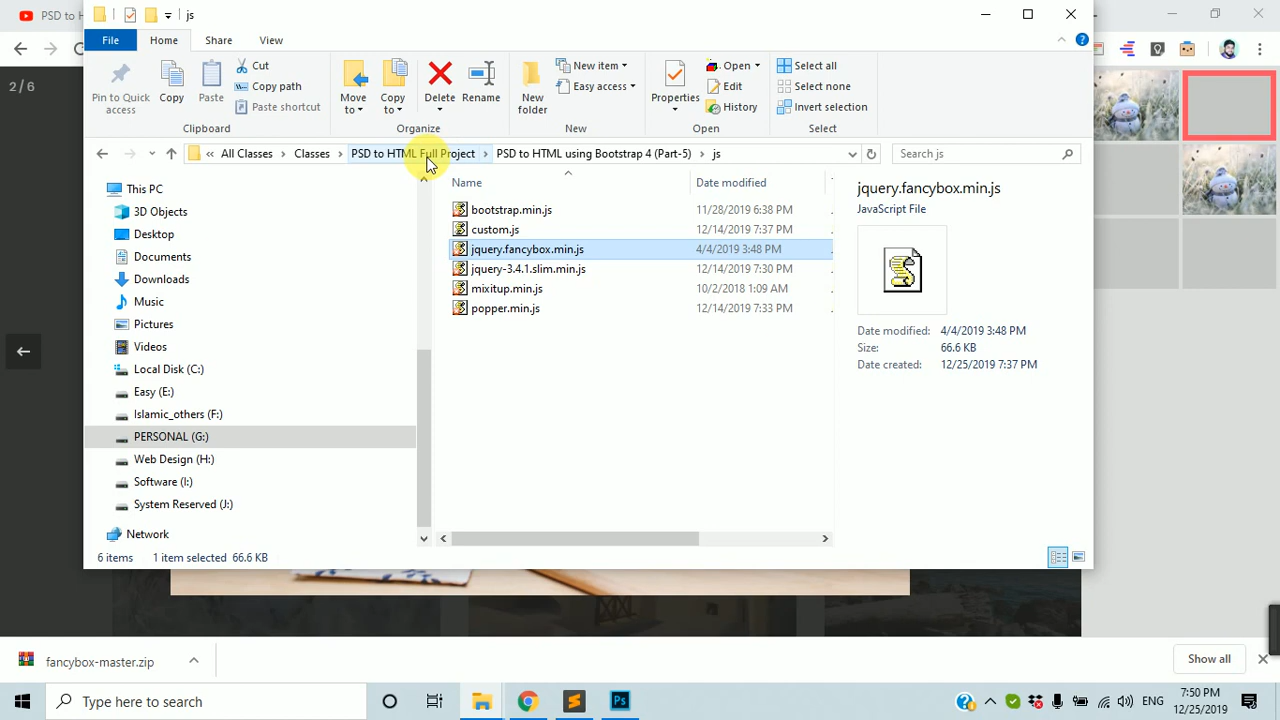 PSD to H
js
File
Home
Share
View
2 / 6
Pin to Quick access
Copy
Paste
Cut
Copy path
Paste shortcut
Clipboard
Move to
Copy to
Delete
Rename
Organize
New folder
New item
Easy access
New
Properties
Open
Edit
History
Open
Select all
Select none
Invert selection
Select
« All Classes > Classes > PSD to HTML Full Project > PSD to HTML using Bootstrap 4 (Part-5) > js
Search js
This PC
3D Objects
Desktop
Documents
Downloads
Music
Pictures
Videos
Local Disk (C:)
Easy (E:)
Islamic_others (F:)
PERSONAL (G:)
Web Design (H:)
Software (I:)
System Reserved (J:)
Network
Name Date modified
bootstrap.min.js 11/28/2019 6:38 PM
custom.js 12/14/2019 7:37 PM
jquery.fancybox.min.js 4/4/2019 3:48 PM
jquery-3.4.1.slim.min.js 12/14/2019 7:30 PM
mixitup.min.js 10/2/2018 1:09 AM
popper.min.js 12/14/2019 7:33 PM
jquery.fancybox.min.js
JavaScript File
Date modified: 4/4/2019 3:48 PM
Size: 66.6 KB
Date created: 12/25/2019 7:37 PM
6 items 1 item selected 66.6 KB
fancybox-master.zip
Show all
Type here to search
Ps
ENG
7:50 PM
12/25/2019